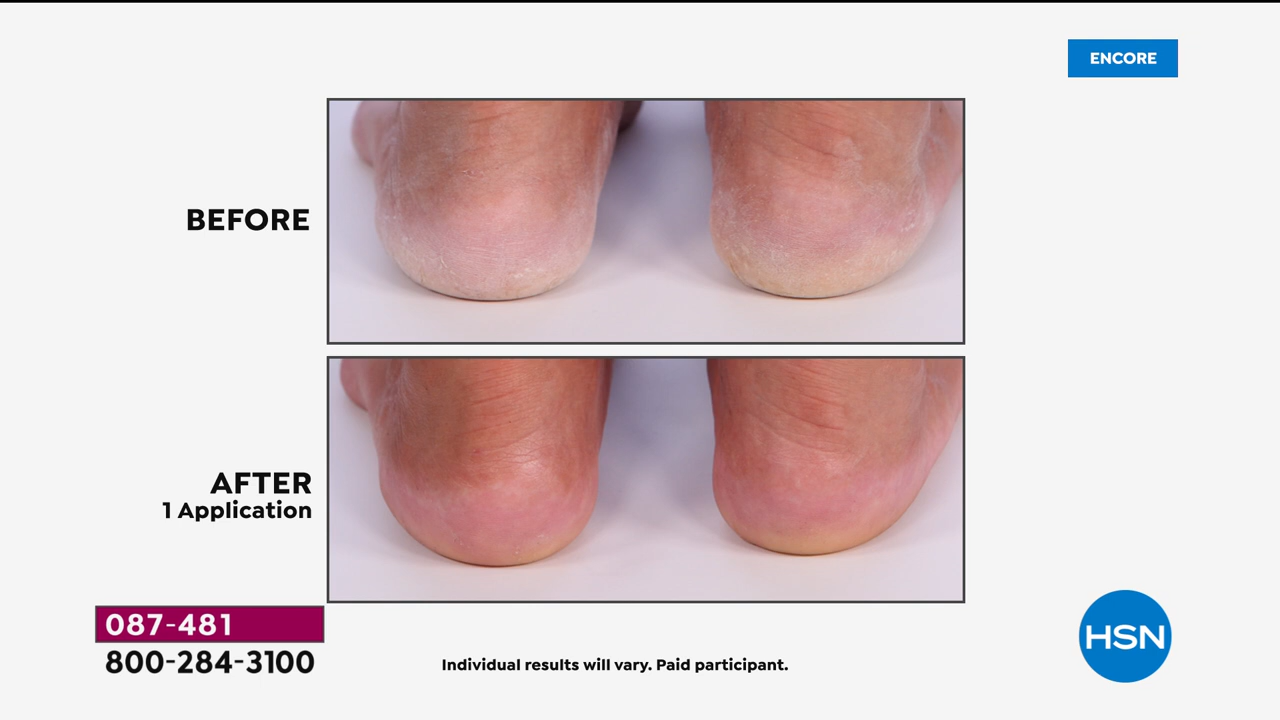 ENCORE
BEFORE
AFTER
1 Application
087-481
800-284-3100
Individual results will vary. Paid participant.
HSN